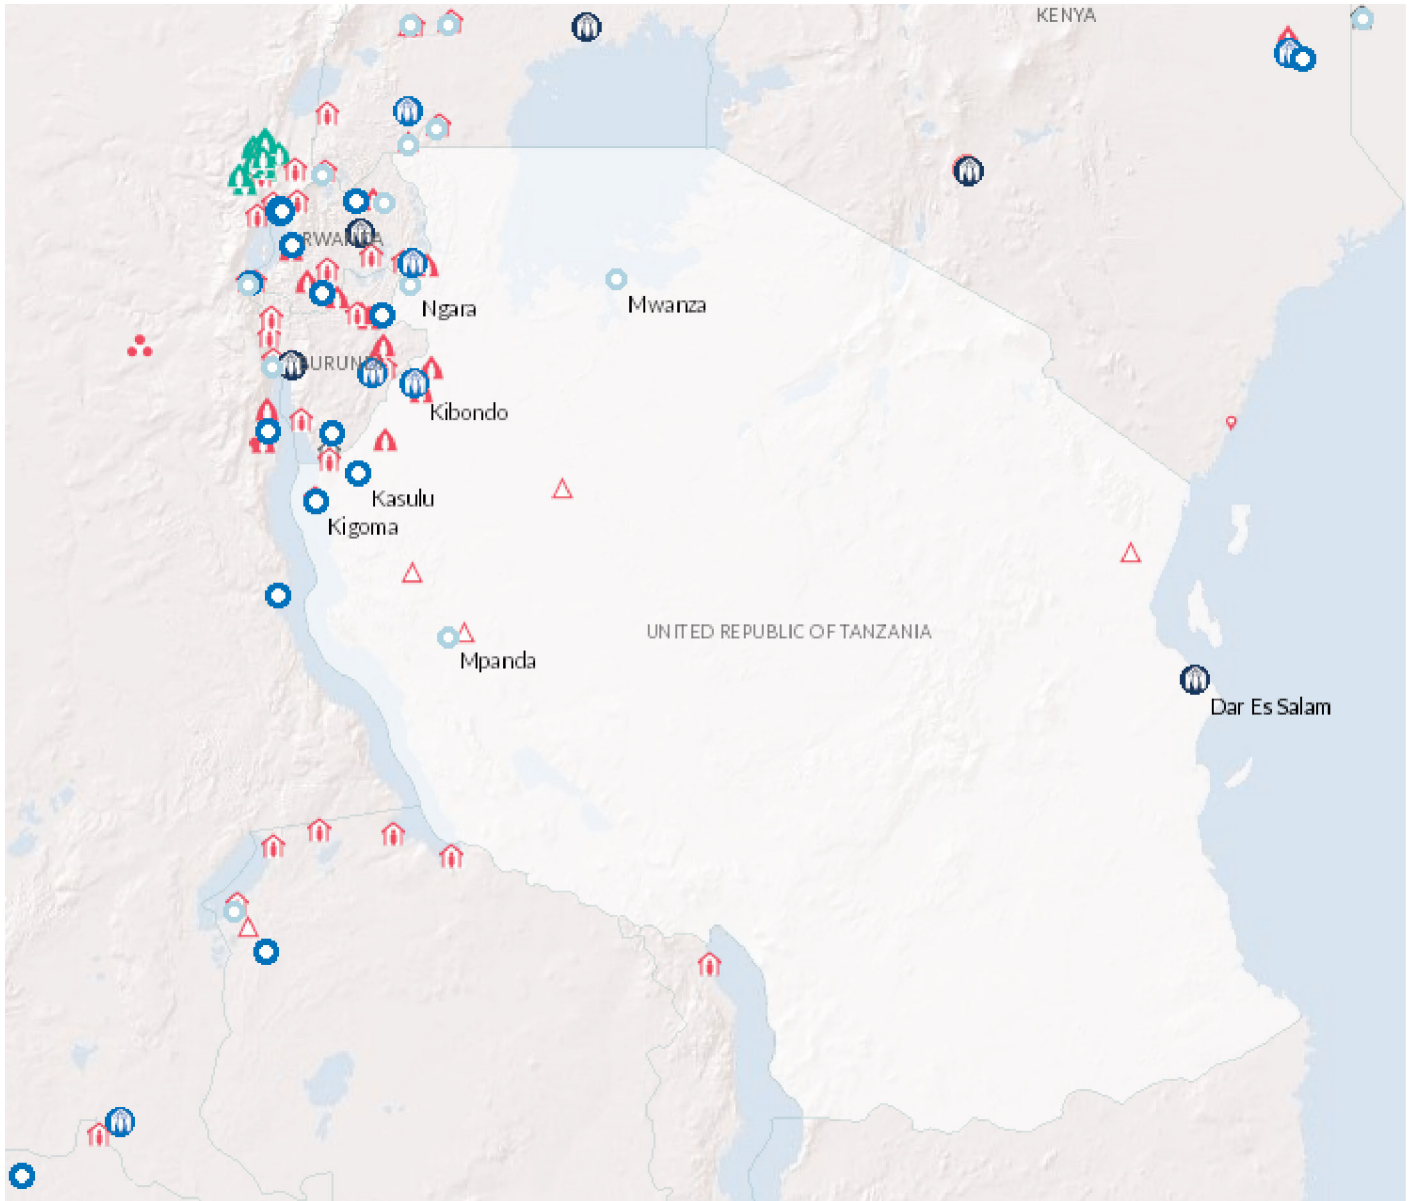 KENYA
RWANDA
Ngara
Mwanza
BURUNDI
Kibondo
Kasulu
Kigoma
UNITED REPUBLIC OF TANZANIA
Mpanda
Dar Es Salam